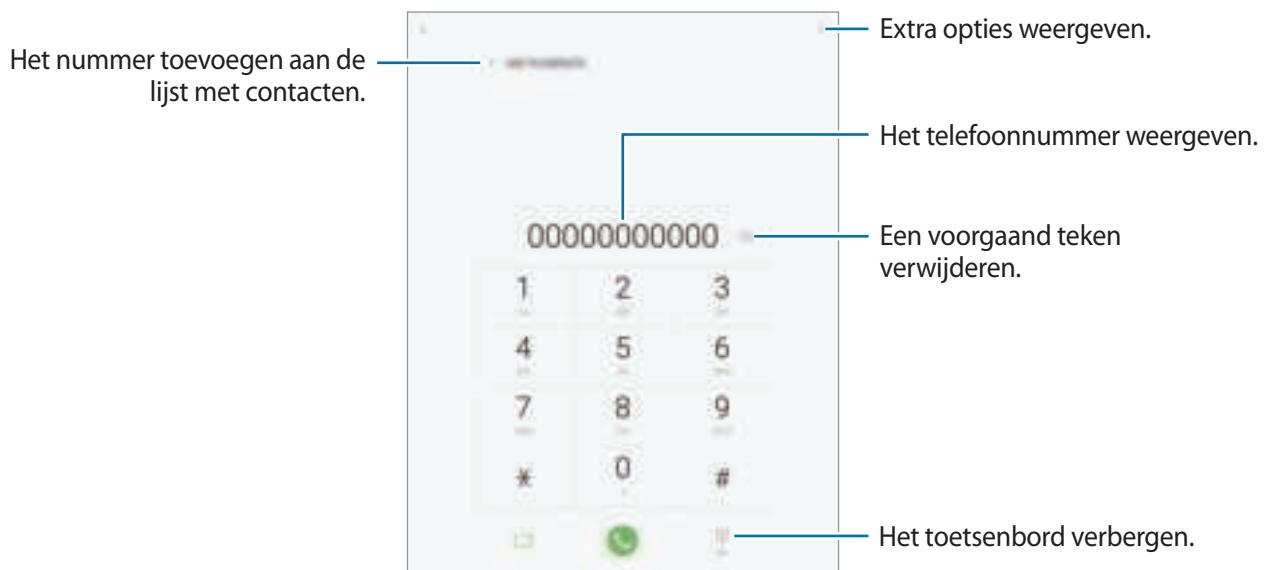 Extra opties weergeven.
Het nummer toevoegen aan de
lijst met contacten.
Het telefoonnummer weergeven.
00000000000
Een voorgaand teken
verwijderen.
1 2 3
4 5 6
7 8 9
* 0 #
Het toetsenbord verbergen.